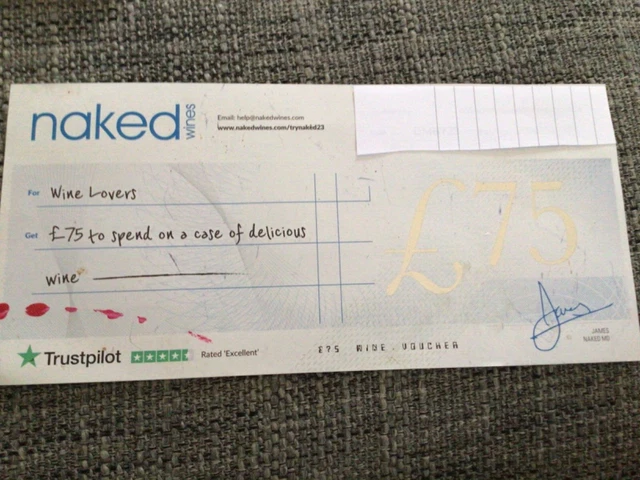 naked
wines
Email: help@nakedwines.com
www.nakedwines.com/trynaked23
For Wine Lovers
Get £75 to spend on a case of delicious
wine
£75
JAMES
NAKED MD
Trustpilot
Rated 'Excellent'
£75 WINE VOUCHER